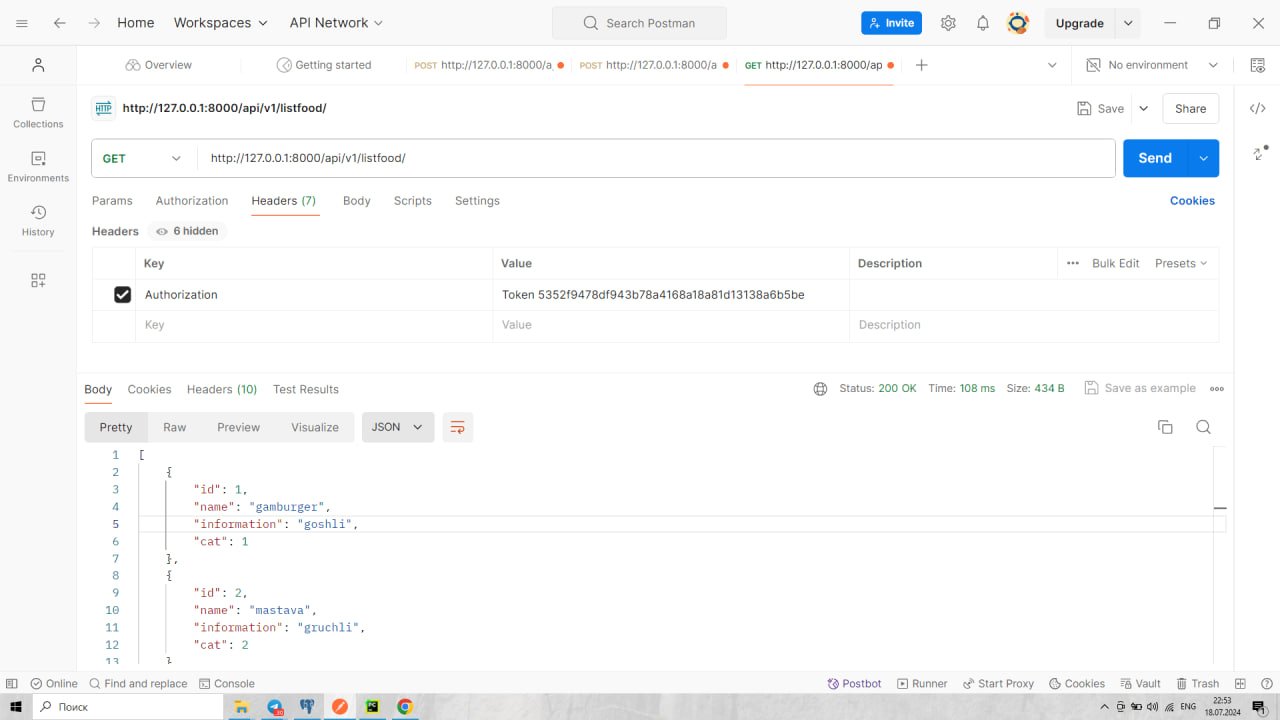 Home Workspaces API Network Search Postman Invite Upgrade
Overview Getting started POST http://127.0.0.1:8000/a POST http://127.0.0.1:8000/a GET http://127.0.0.1:8000/ap No environment
HTTP http://127.0.0.1:8000/api/v1/listfood/ Save Share
Collections
Environments
History
GET http://127.0.0.1:8000/api/v1/listfood/ Send
Params Authorization Headers (7) Body Scripts Settings Cookies
Headers 6 hidden
Key Value Description Bulk Edit Presets
Authorization Token 5352f9478df943b78a4168a18a81d13138a6b5be
Key Value Description
Body Cookies Headers (10) Test Results Status: 200 OK Time: 108 ms Size: 434 B Save as example
Pretty Raw Preview Visualize JSON
1 [
2 {
3 "id": 1,
4 "name": "gamburger",
5 "information": "goshli",
6 "cat": 1
7 },
8 {
9 "id": 2,
10 "name": "mastava",
11 "information": "gruchli",
12 "cat": 2
13 }
Online Find and replace Console Postbot Runner Start Proxy Cookies Vault Trash
Поиск ENG 22:53
18.07.2024